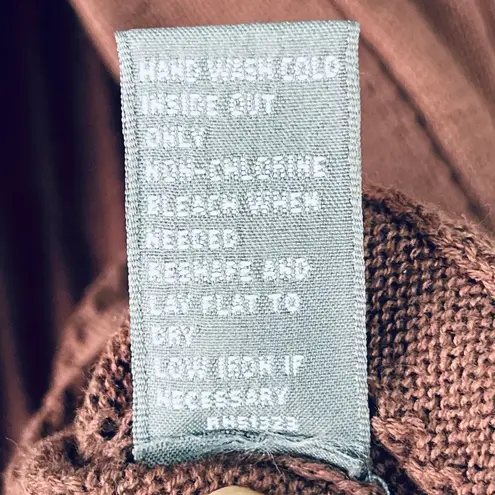 HAND WASH COLD
INSIDE OUT
ONLY
NON-CHLORINE
BLEACH WHEN
NEEDED
RESHAPE AND
LAY FLAT TO
DRY
LOW IRON IF
NECESSARY